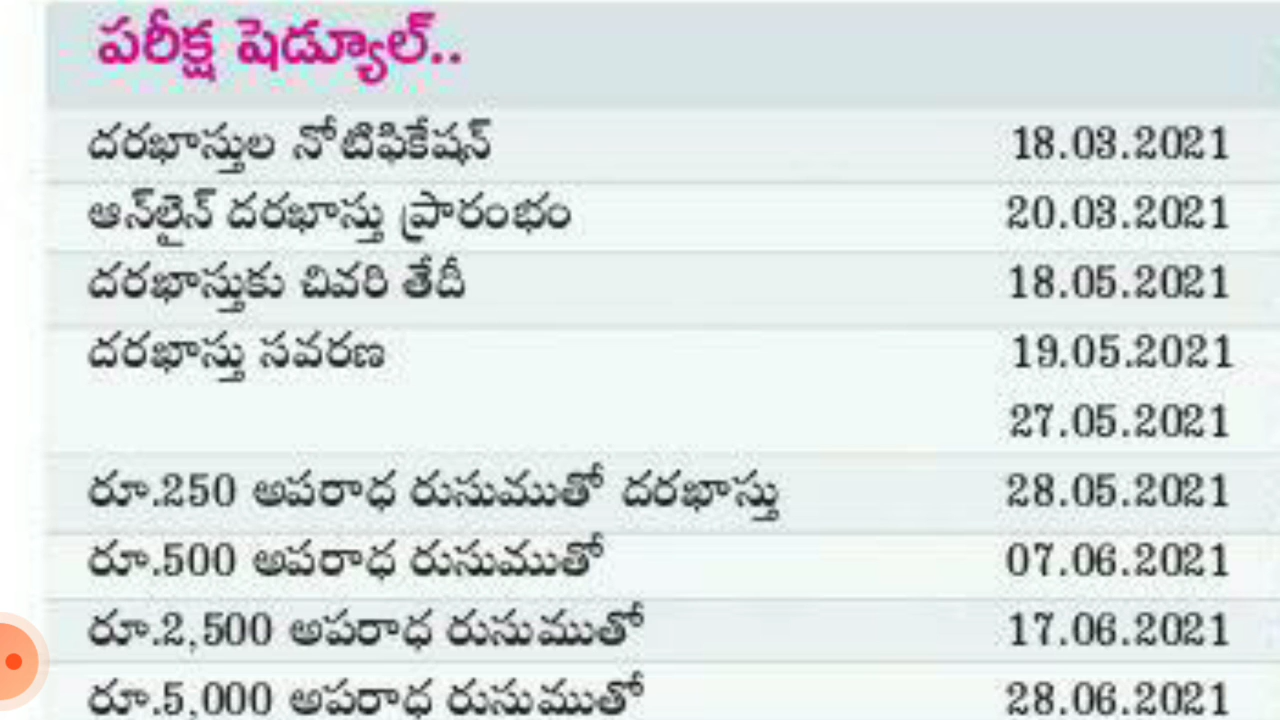 పరీక్ష షెడ్యూల్..
దరఖాస్తుల నోటిఫికేషన్ 18.03.2021
ఆన్‌లైన్ దరఖాస్తు ప్రారంభం 20.03.2021
దరఖాస్తుకు చివరి తేదీ 18.05.2021
దరఖాస్తు సవరణ 19.05.2021
27.05.2021
రూ.250 అపరాధ రుసుముతో దరఖాస్తు 28.05.2021
రూ.500 అపరాధ రుసుముతో 07.06.2021
రూ.2,500 అపరాధ రుసుముతో 17.06.2021
రూ.5,000 అపరాధ రుసుముతో 28.06.2021